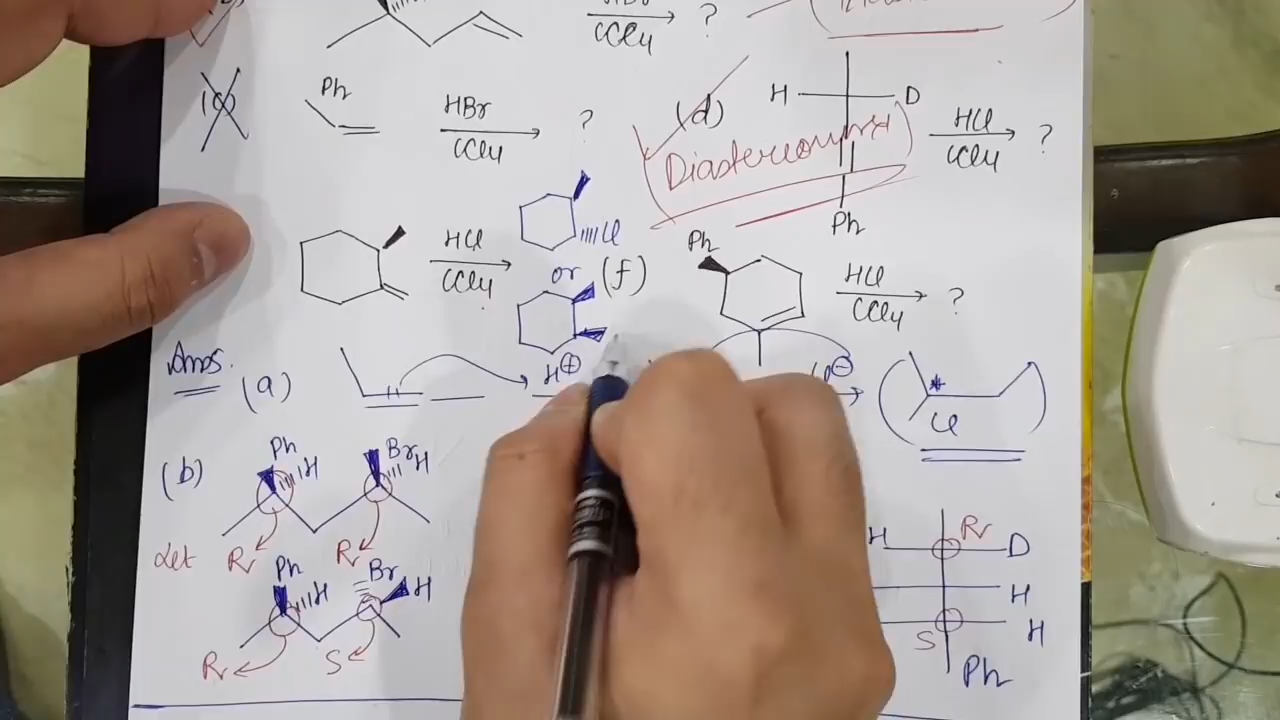 CCl4 ?
(c) Ph HBr CCl4 ?
(d) H D Ph HCl CCl4 ?
Diastereomers
HCl CCl4 Cl or
(f) Ph HCl CCl4 ?
Ans.
(a) H⊕ Cl⊖ * Cl
(b) Ph H Br H
Let R R
Ph H Br H
R S
H R D
H
S H
Ph